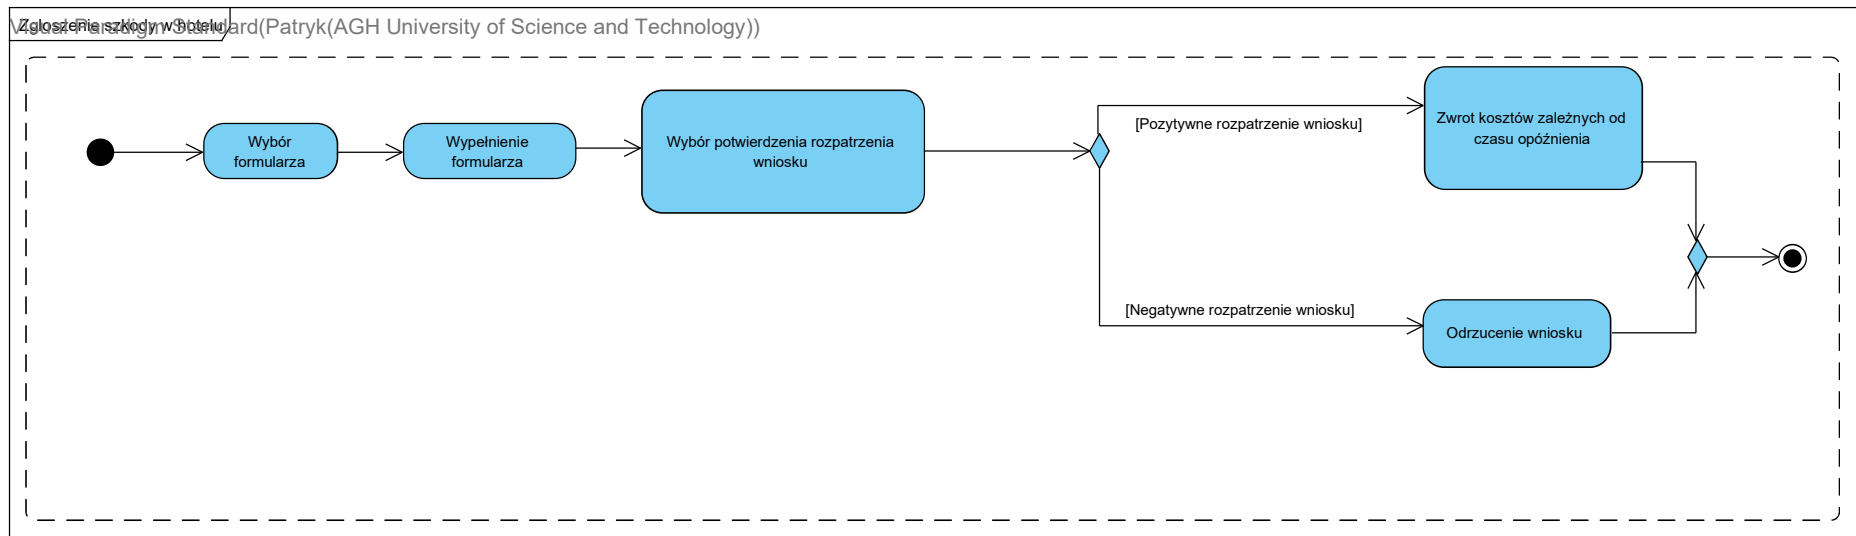 Zgłoszenie szkody w hotelu
Visual Paradigm Standard(Patryk(AGH University of Science and Technology))
Wybór
formularza
Wypełnienie
formularza
Wybór potwierdzenia rozpatrzenia
wniosku
[Pozytywne rozpatrzenie wniosku]
Zwrot kosztów zależnych od
czasu opóźnienia
[Negatywne rozpatrzenie wniosku]
Odrzucenie wniosku